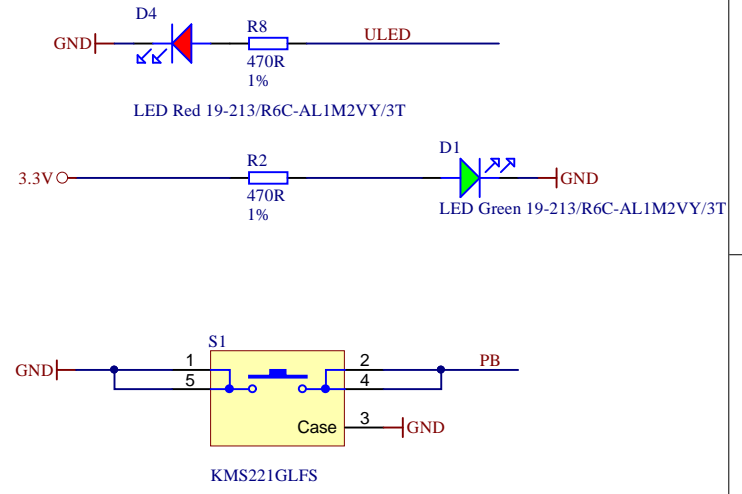 D4
GND
R8
ULED
470R
1%
LED Red 19-213/R6C-AL1M2VY/3T
3.3V
R2
D1
GND
470R
1%
LED Green 19-213/R6C-AL1M2VY/3T
S1
GND
1
2
PB
5
4
Case
3
GND
KMS221GLFS